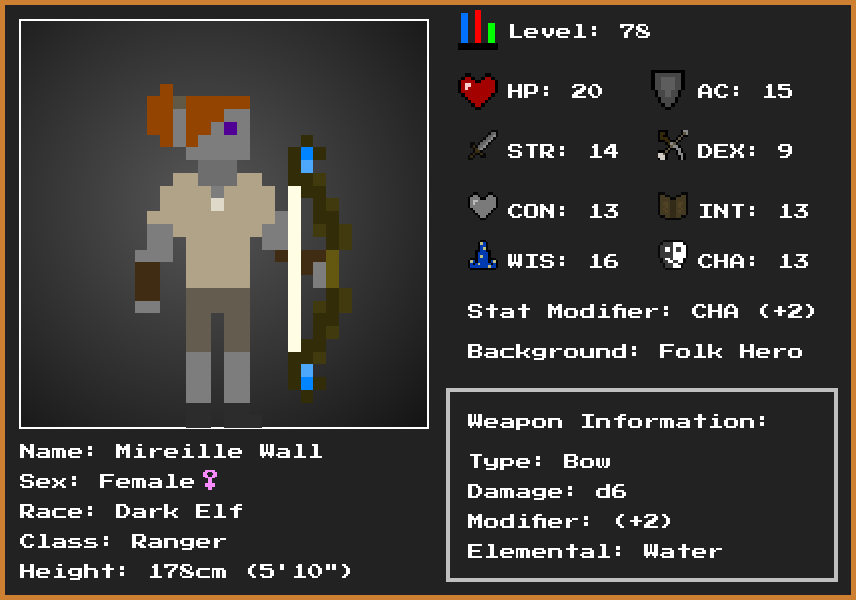 Level: 78
HP: 20 AC: 15
STR: 14 DEX: 9
CON: 13 INT: 13
WIS: 16 CHA: 13
Stat Modifier: CHA (+2)
Background: Folk Hero
Weapon Information:
Type: Bow
Damage: d6
Modifier: (+2)
Elemental: Water
Name: Mireille Wall
Sex: Female♀
Race: Dark Elf
Class: Ranger
Height: 178cm (5'10")